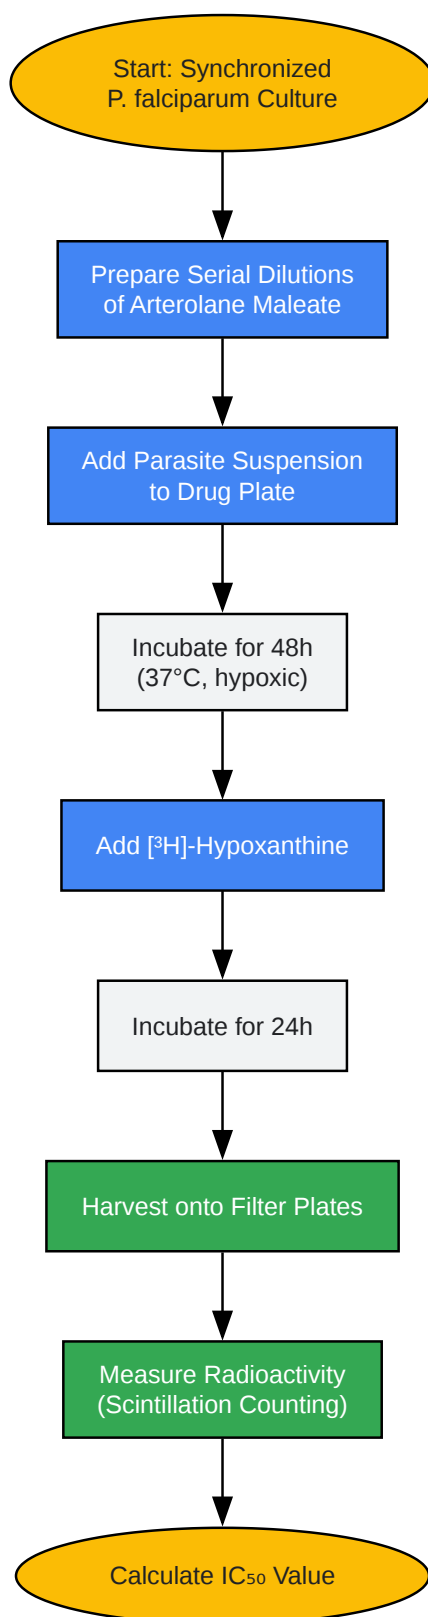 Start: Synchronized
P. falciparum Culture
Prepare Serial Dilutions
of Arterolane Maleate
Add Parasite Suspension
to Drug Plate
Incubate for 48h
(37°C, hypoxic)
Add [³H]-Hypoxanthine
Incubate for 24h
Harvest onto Filter Plates
Measure Radioactivity
(Scintillation Counting)
Calculate IC₅₀ Value